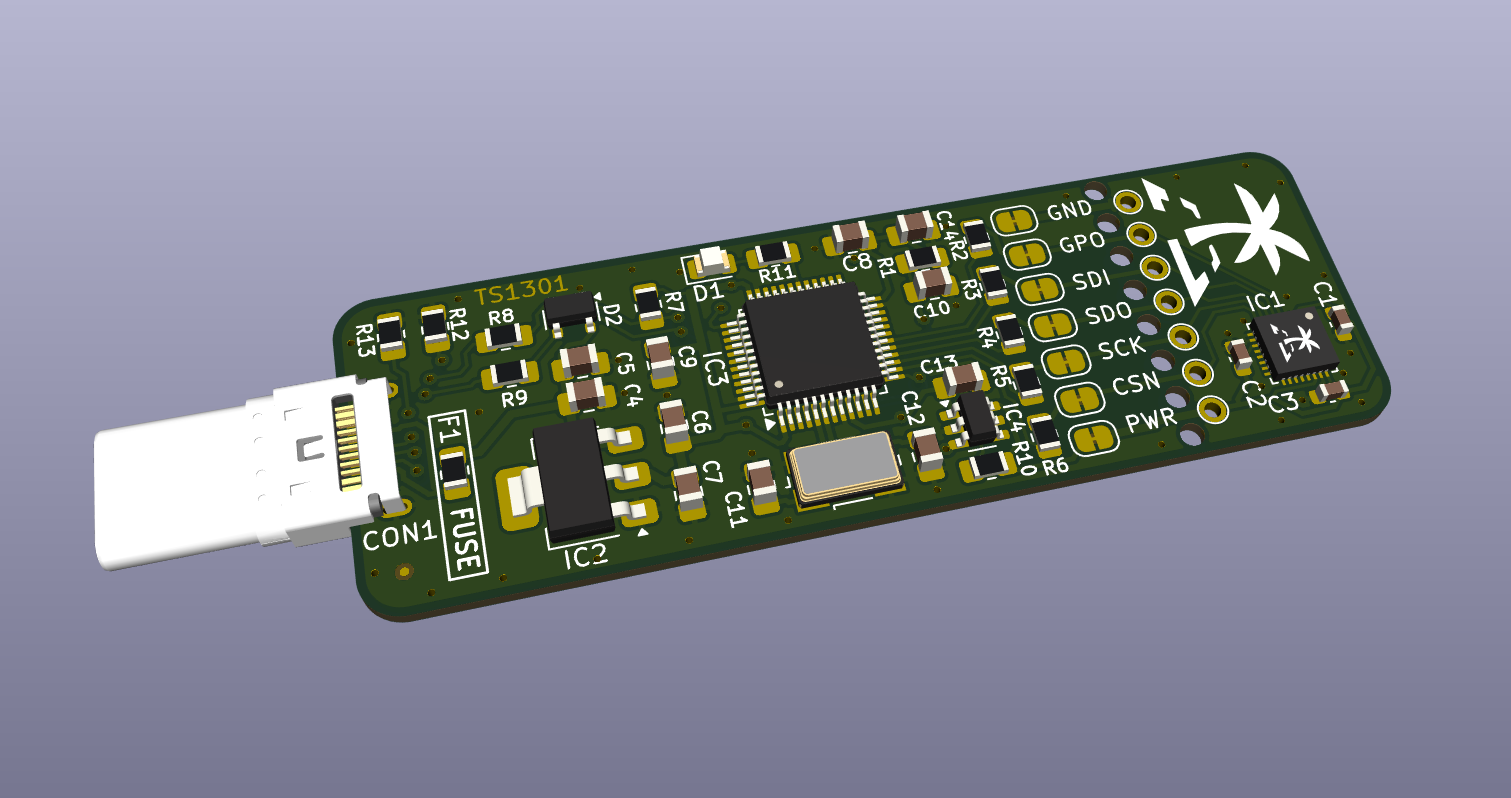 TS1301
R13
R12
R8
R9
D2
R7
D1
R11
C8
C14
R1
R2
C10
R3
R4
R5
R6
R10
C5
C4
C9
C6
C7
C11
C12
C13
IC3
IC4
IC2
CON1
F1
FUSE
GND
GPO
SDI
SDO
SCK
CSN
PWR
IC1
C1
C2
C3